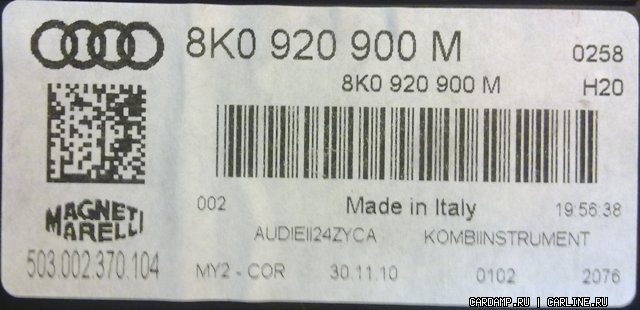 8K0 920 900 M 0258
8K0 920 900 M H20
002 Made in Italy 19:56:38
MAGNETI MARELLI
AUDIEII24ZYCA KOMBIINSTRUMENT
503.002.370.104
MY2 - COR 30.11.10 0102 2076
CARDAMP.RU | CARLINE.RU